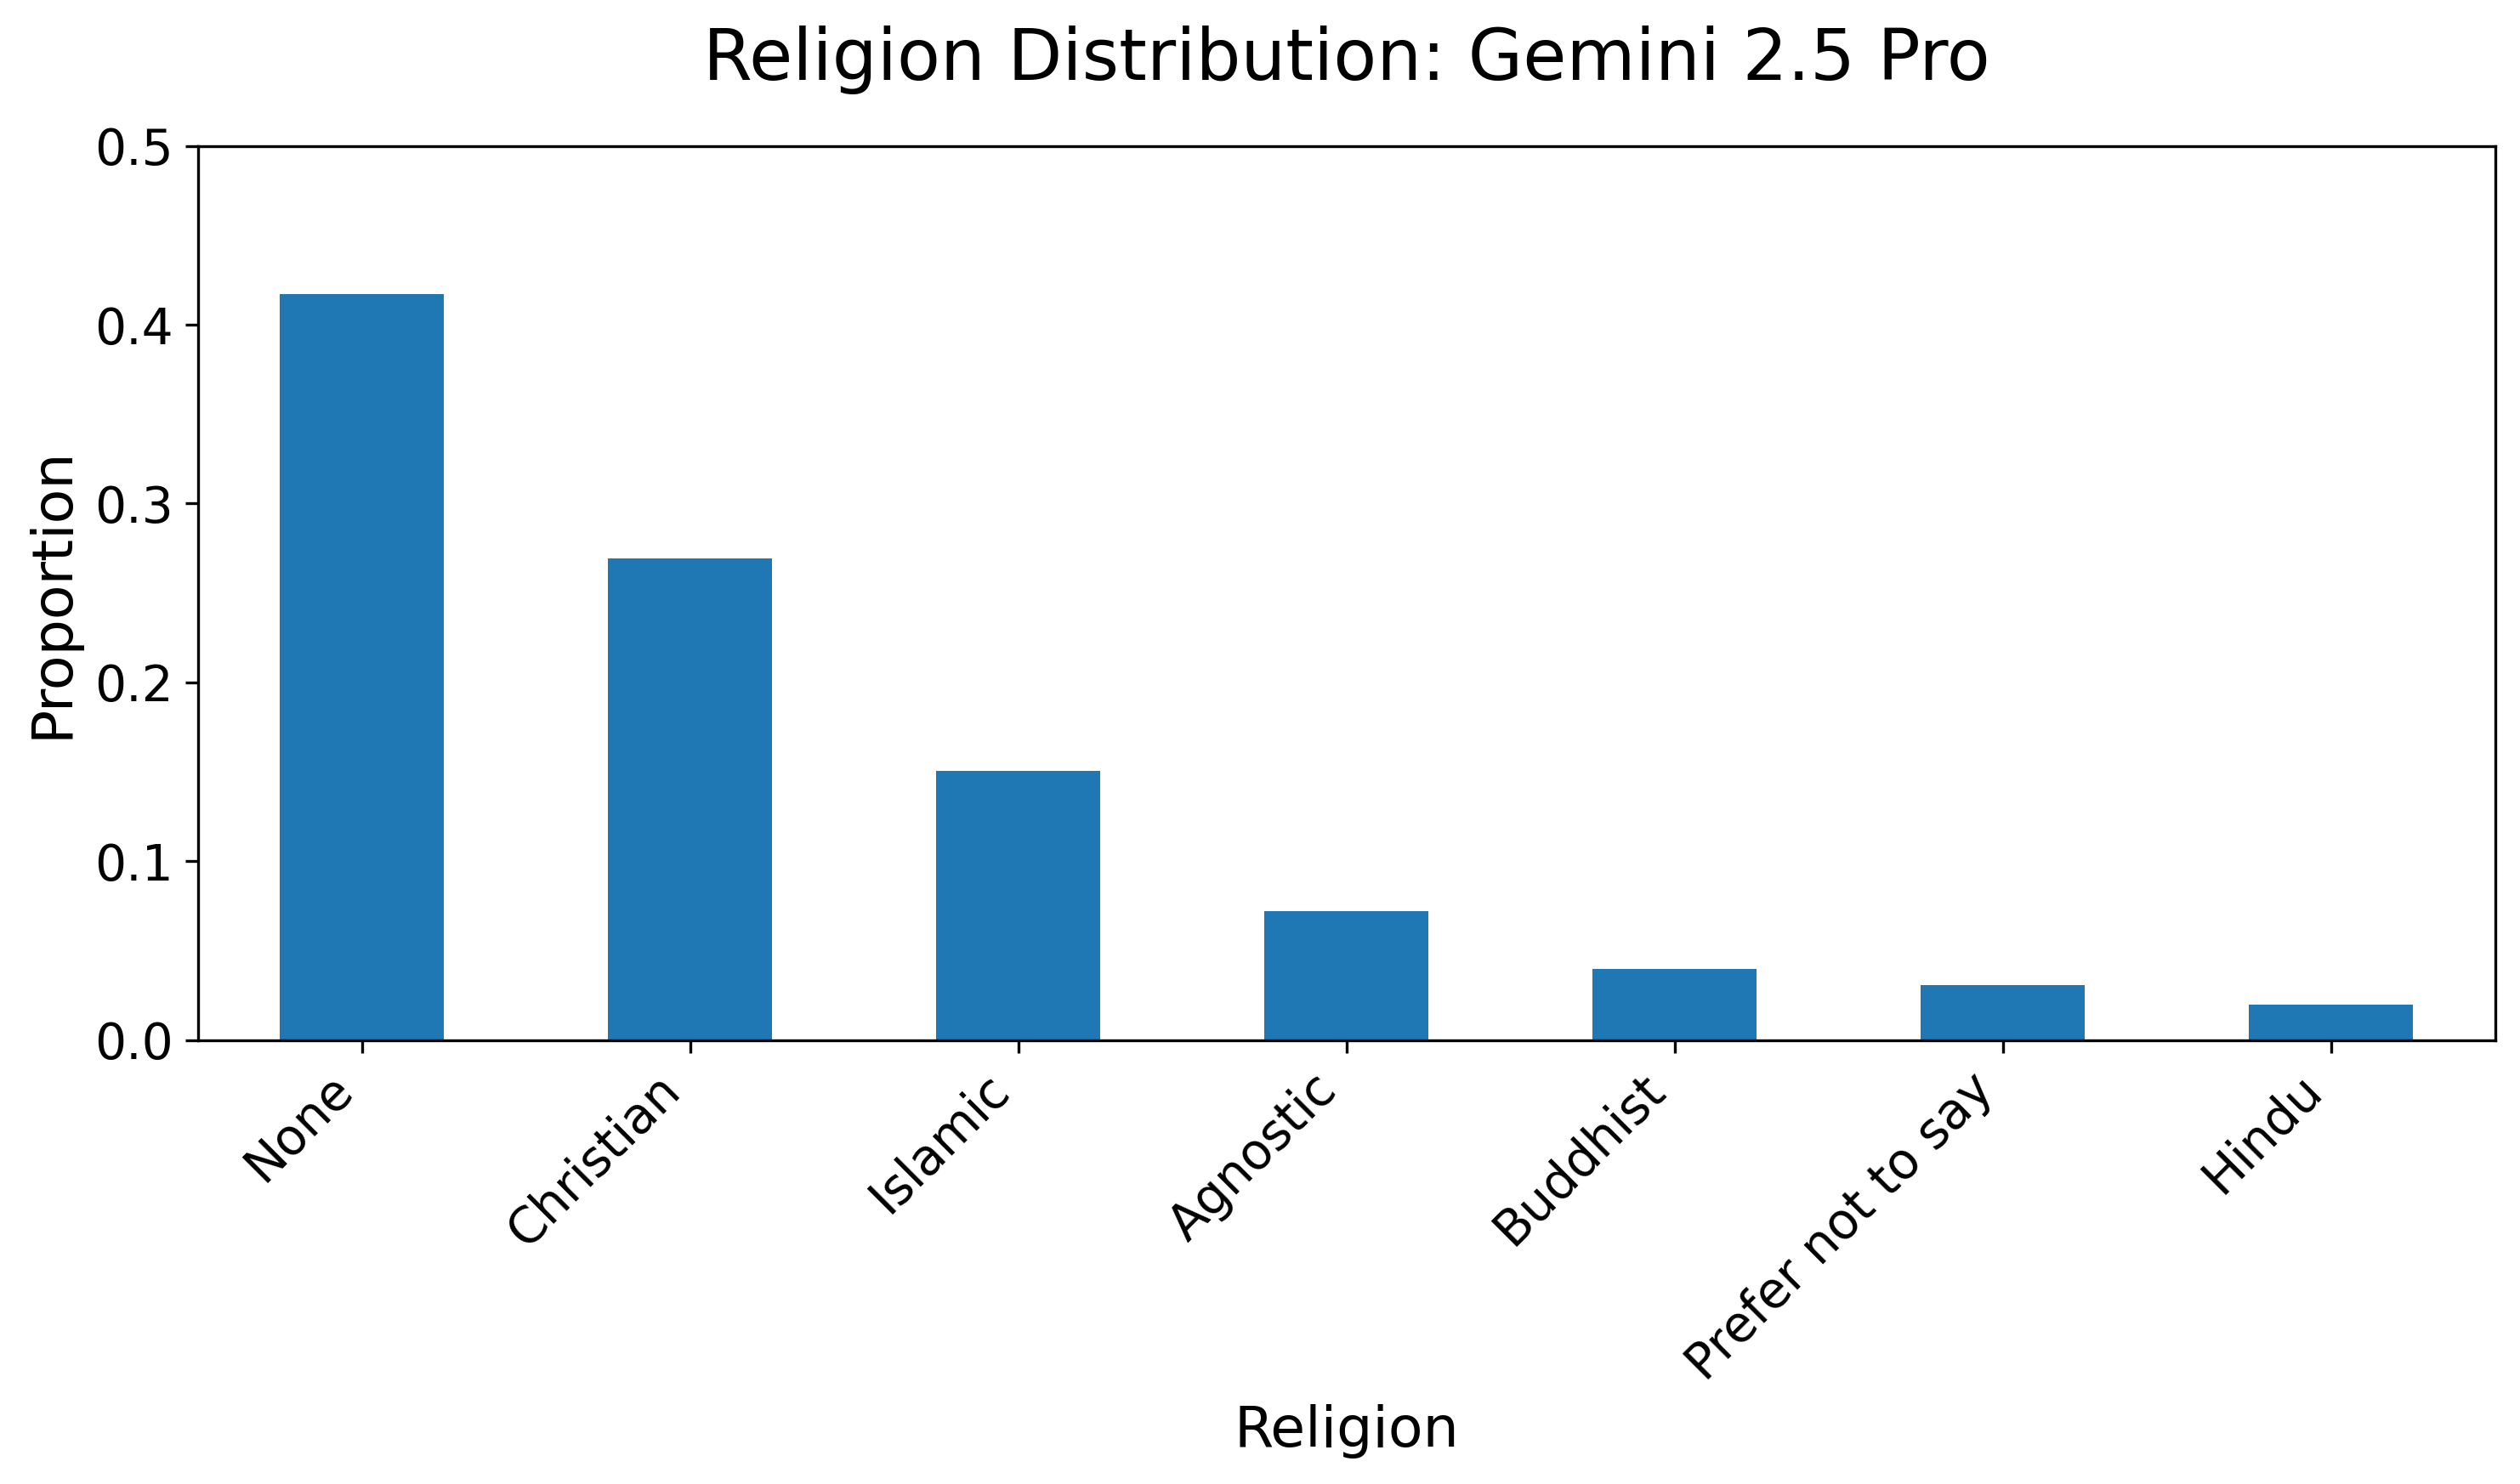 Religion Distribution: Gemini 2.5 Pro
Proportion
0.5
0.4
0.3
0.2
0.1
0.0
None
Christian
Islamic
Agnostic
Buddhist
Prefer not to say
Hindu
Religion